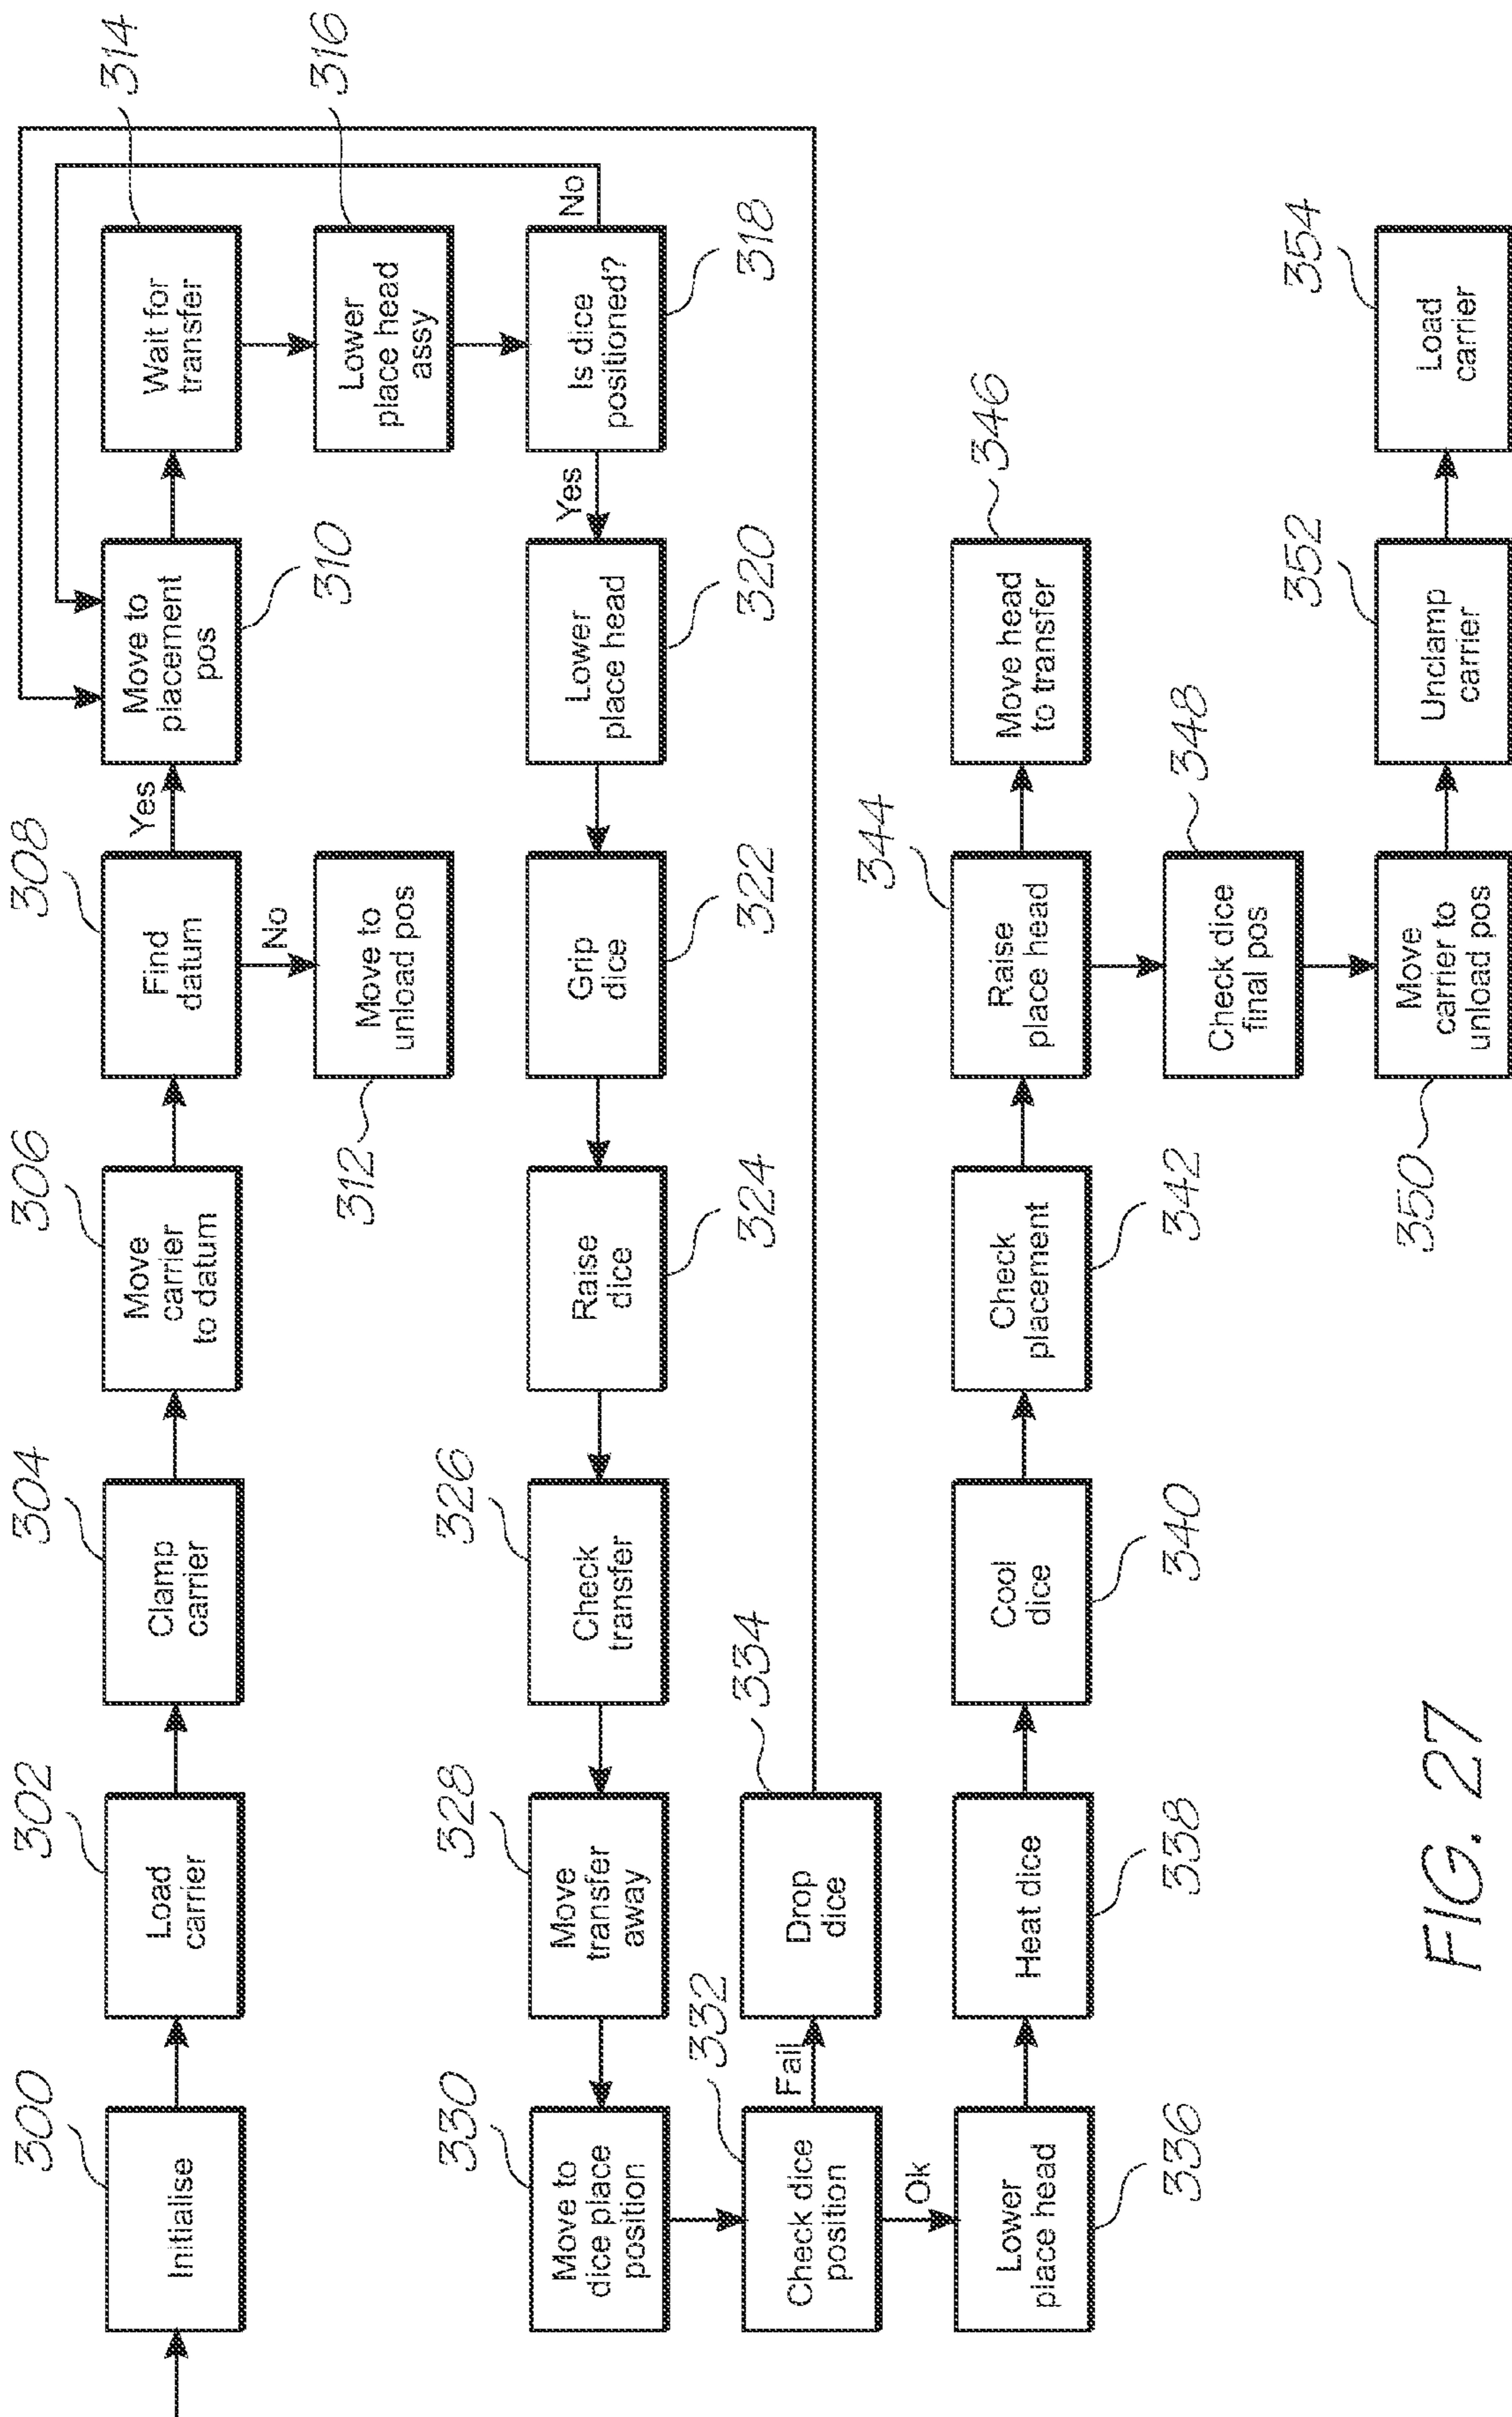 300
Initialise
302
Load
carrier
304
Clamp
carrier
306
Move
carrier
to datum
308
Find
datum
Yes
No
Move to
placement
pos
310
Move to
unload pos
312
Wait for
transfer
314
Lower
place head
assy
316
Is dice
positioned?
318
No
Yes
Lower
place head
320
Grip
dice
322
Raise
dice
324
Check
transfer
326
Move
transfer
away
328
Move to
dice place
position
330
Check dice
position
332
Fail
Drop
dice
334
Ok
Lower
place head
336
Heat dice
338
Cool
dice
340
Check
placement
342
Raise
place head
344
Move head
to transfer
346
Check dice
final pos
348
Move
carrier to
unload pos
350
Unclamp
carrier
352
Load
carrier
354
FIG. 27